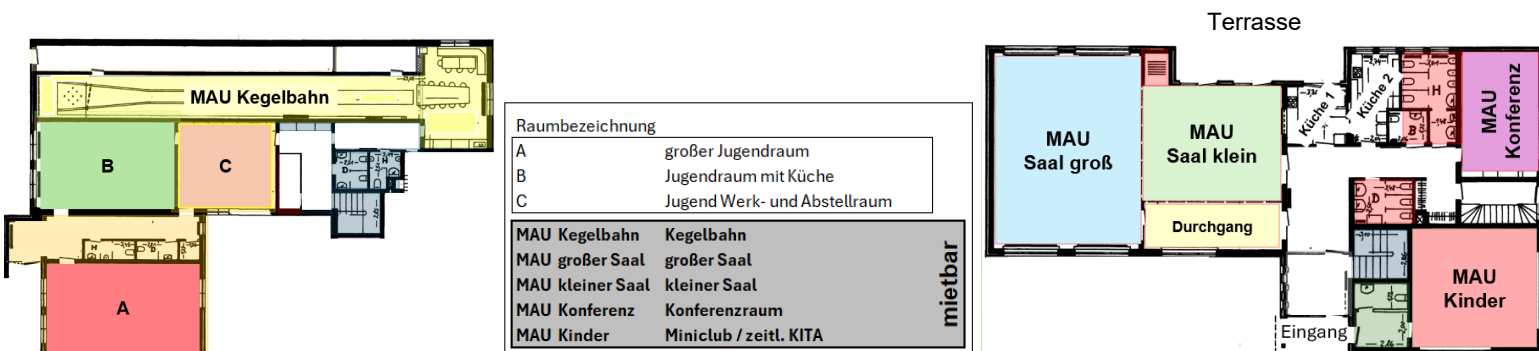 MAU Kegelbahn
B
C
D
H
H
D
A
Raumbezeichnung
A großer Jugendraum
B Jugendraum mit Küche
C Jugend Werk- und Abstellraum
MAU Kegelbahn Kegelbahn
MAU großer Saal großer Saal
MAU kleiner Saal kleiner Saal
MAU Konferenz Konferenzraum
MAU Kinder Miniclub / zeitl. KITA
mietbar
Terrasse
MAU
Saal groß
MAU
Saal klein
Durchgang
Küche 1
Küche 2
H
MAU
Konferenz
D
MAU
Kinder
Eingang